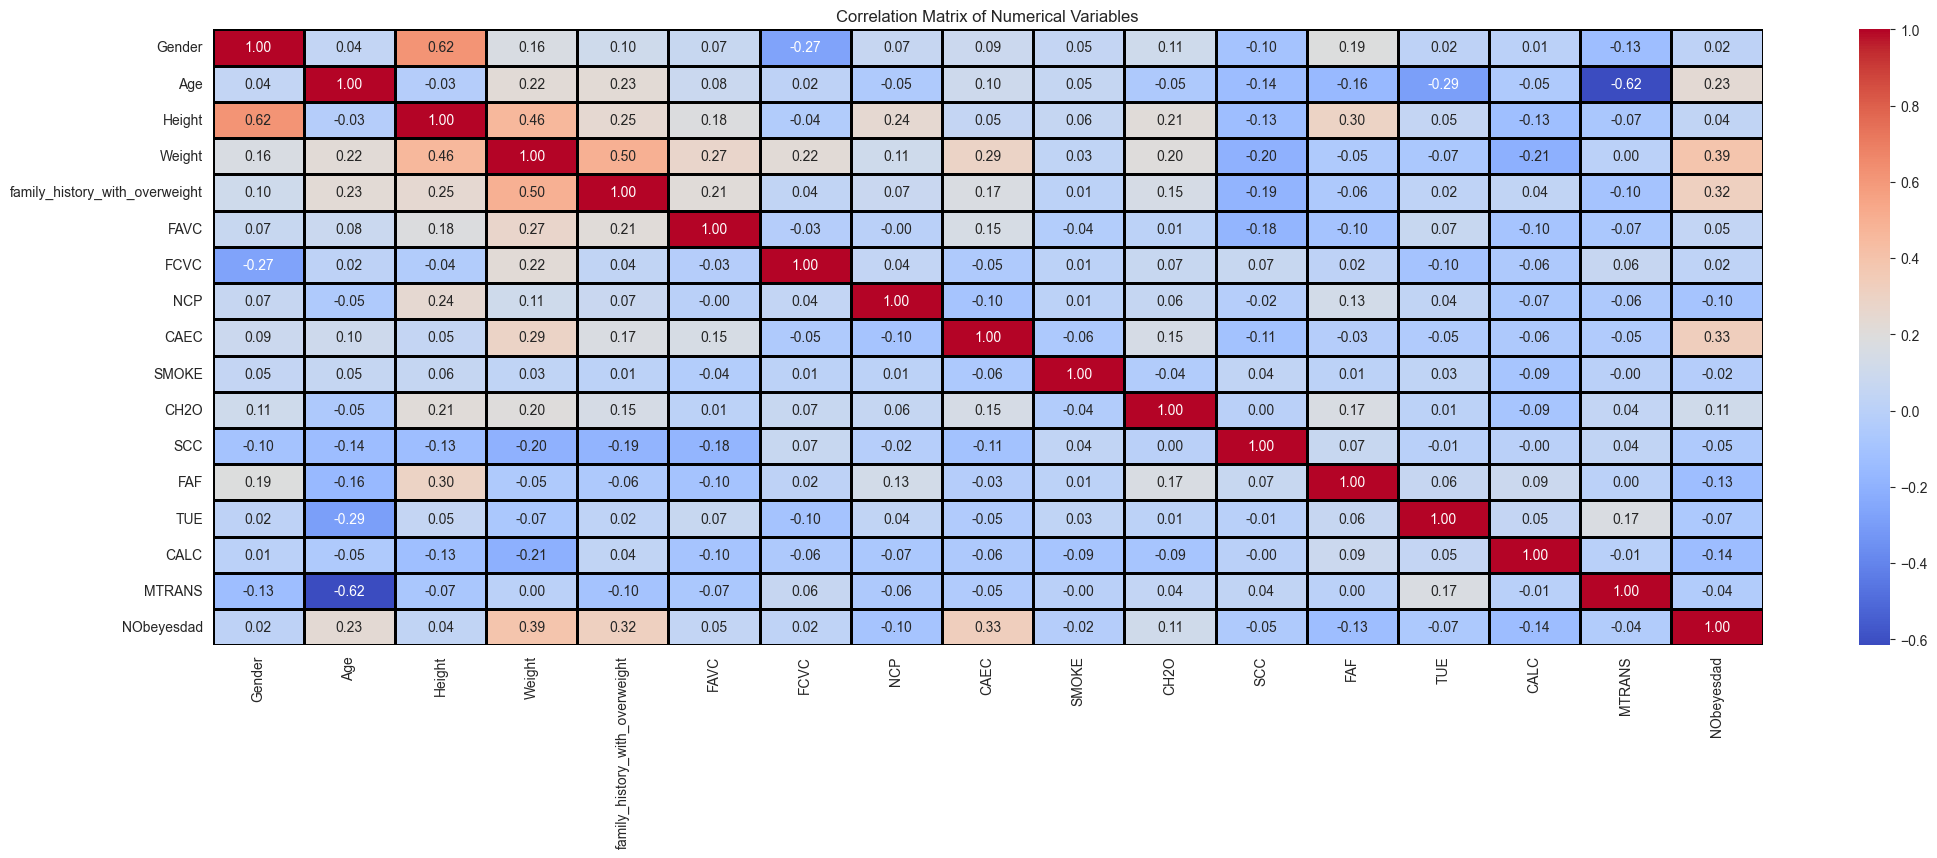 Correlation Matrix of Numerical Variables
Gender 1.00 0.04 0.62 0.16 0.10 0.07 -0.27 0.07 0.09 0.05 0.11 -0.10 0.19 0.02 0.01 -0.13 0.02
Age 0.04 1.00 -0.03 0.22 0.23 0.08 0.02 -0.05 0.10 0.05 -0.05 -0.14 -0.16 -0.29 -0.05 -0.62 0.23
Height 0.62 -0.03 1.00 0.46 0.25 0.18 -0.04 0.24 0.05 0.06 0.21 -0.13 0.30 0.05 -0.13 -0.07 0.04
Weight 0.16 0.22 0.46 1.00 0.50 0.27 0.22 0.11 0.29 0.03 0.20 -0.20 -0.05 -0.07 -0.21 0.00 0.39
family_history_with_overweight 0.10 0.23 0.25 0.50 1.00 0.21 0.04 0.07 0.17 0.01 0.15 -0.19 -0.06 0.02 0.04 -0.10 0.32
FAVC 0.07 0.08 0.18 0.27 0.21 1.00 -0.03 -0.00 0.15 -0.04 0.01 -0.18 -0.10 0.07 -0.10 -0.07 0.05
FCVC -0.27 0.02 -0.04 0.22 0.04 -0.03 1.00 0.04 -0.05 0.01 0.07 0.07 0.02 -0.10 -0.06 0.06 0.02
NCP 0.07 -0.05 0.24 0.11 0.07 -0.00 0.04 1.00 -0.10 0.01 0.06 -0.02 0.13 0.04 -0.07 -0.06 -0.10
CAEC 0.09 0.10 0.05 0.29 0.17 0.15 -0.05 -0.10 1.00 -0.06 0.15 -0.11 -0.03 -0.05 -0.06 -0.05 0.33
SMOKE 0.05 0.05 0.06 0.03 0.01 -0.04 0.01 0.01 -0.06 1.00 -0.04 0.04 0.01 0.03 -0.09 -0.00 -0.02
CH2O 0.11 -0.05 0.21 0.20 0.15 0.01 0.07 0.06 0.15 -0.04 1.00 0.00 0.17 0.01 -0.09 0.04 0.11
SCC -0.10 -0.14 -0.13 -0.20 -0.19 -0.18 0.07 -0.02 -0.11 0.04 0.00 1.00 0.07 -0.01 -0.00 0.04 -0.05
FAF 0.19 -0.16 0.30 -0.05 -0.06 -0.10 0.02 0.13 -0.03 0.01 0.17 0.07 1.00 0.06 0.09 0.00 -0.13
TUE 0.02 -0.29 0.05 -0.07 0.02 0.07 -0.10 0.04 -0.05 0.03 0.01 -0.01 0.06 1.00 0.05 0.17 -0.07
CALC 0.01 -0.05 -0.13 -0.21 0.04 -0.10 -0.06 -0.07 -0.06 -0.09 -0.09 -0.00 0.09 0.05 1.00 -0.01 -0.14
MTRANS -0.13 -0.62 -0.07 0.00 -0.10 -0.07 0.06 -0.06 -0.05 -0.00 0.04 0.04 0.00 0.17 -0.01 1.00 -0.04
NObeyesdad 0.02 0.23 0.04 0.39 0.32 0.05 0.02 -0.10 0.33 -0.02 0.11 -0.05 -0.13 -0.07 -0.14 -0.04 1.00
Gender Age Height Weight family_history_with_overweight FAVC FCVC NCP CAEC SMOKE CH2O SCC FAF TUE CALC MTRANS NObeyesdad
1.0
0.8
0.6
0.4
0.2
0.0
−0.2
−0.4
−0.6